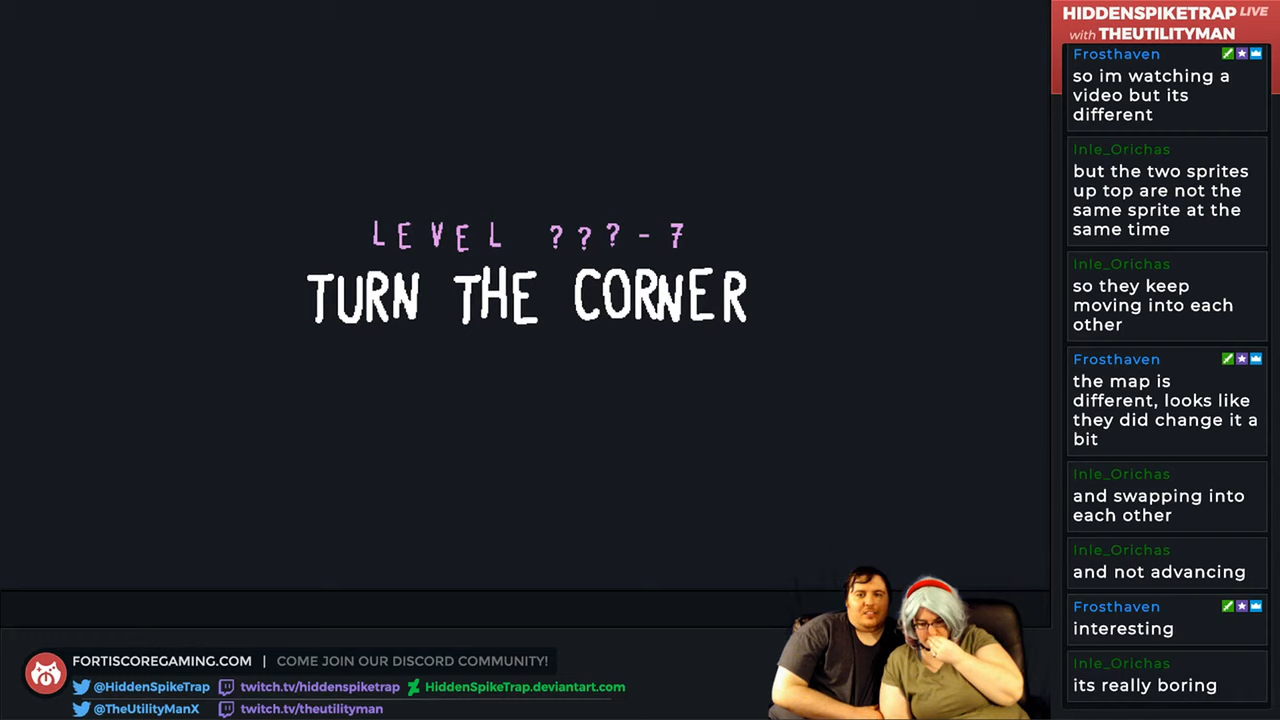 LEVEL ???-7
TURN THE CORNER
HIDDENSPIKETRAP LIVE
with THEUTILITYMAN
Frosthaven
so im watching a
video but its
different
Inle_Orichas
but the two sprites
up top are not the
same sprite at the
same time
Inle_Orichas
so they keep
moving into each
other
Frosthaven
the map is
different, looks like
they did change it a
bit
Inle_Orichas
and swapping into
each other
Inle_Orichas
and not advancing
Frosthaven
interesting
Inle_Orichas
its really boring
FORTISCOREGAMING.COM | COME JOIN OUR DISCORD COMMUNITY!
@HiddenSpikeTrap twitch.tv/hiddenspiketrap HiddenSpikeTrap.deviantart.com
@TheUtilityManX twitch.tv/theutilityman